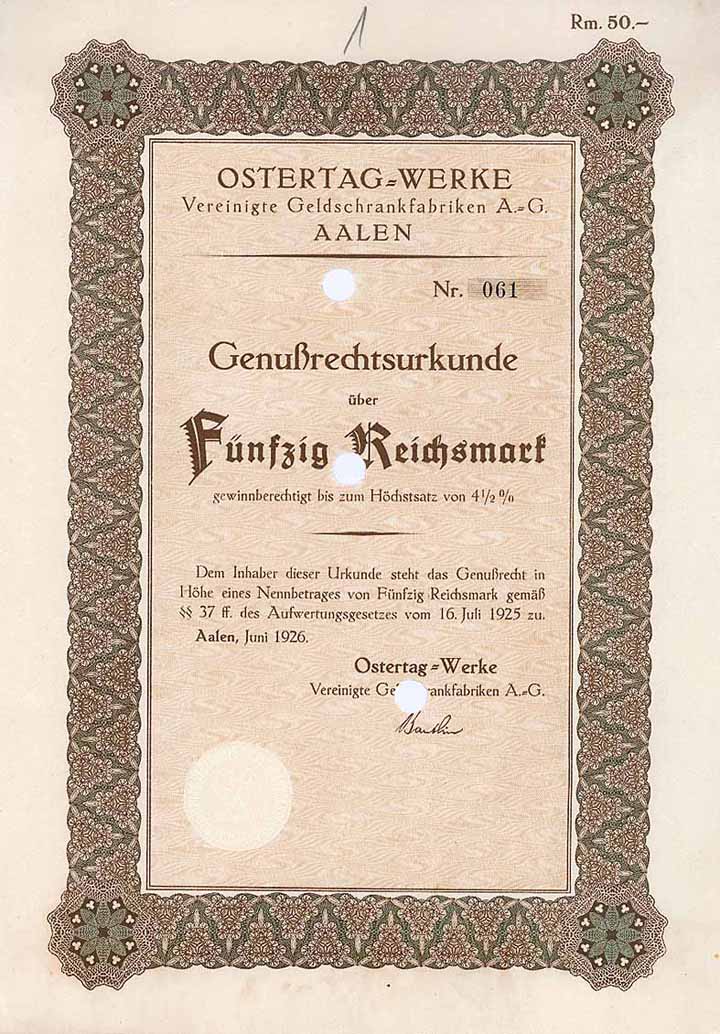 1
Rm. 50.–
OSTERTAG=WERKE
Vereinigte Geldschrankfabriken A.=G.
AALEN
Nr. 061
Genußrechtsurkunde
über
Fünfzig Reichsmark
gewinnberechtigt bis zum Höchstsatz von 4½%
Dem Inhaber dieser Urkunde steht das Genußrecht in
Höhe eines Nennbetrages von Fünfzig Reichsmark gemäß
§§ 37 ff. des Aufwertungsgesetzes vom 16. Juli 1925 zu.
Aalen, Juni 1926.
Ostertag=Werke
Vereinigte Ge rankfabriken A.=G.